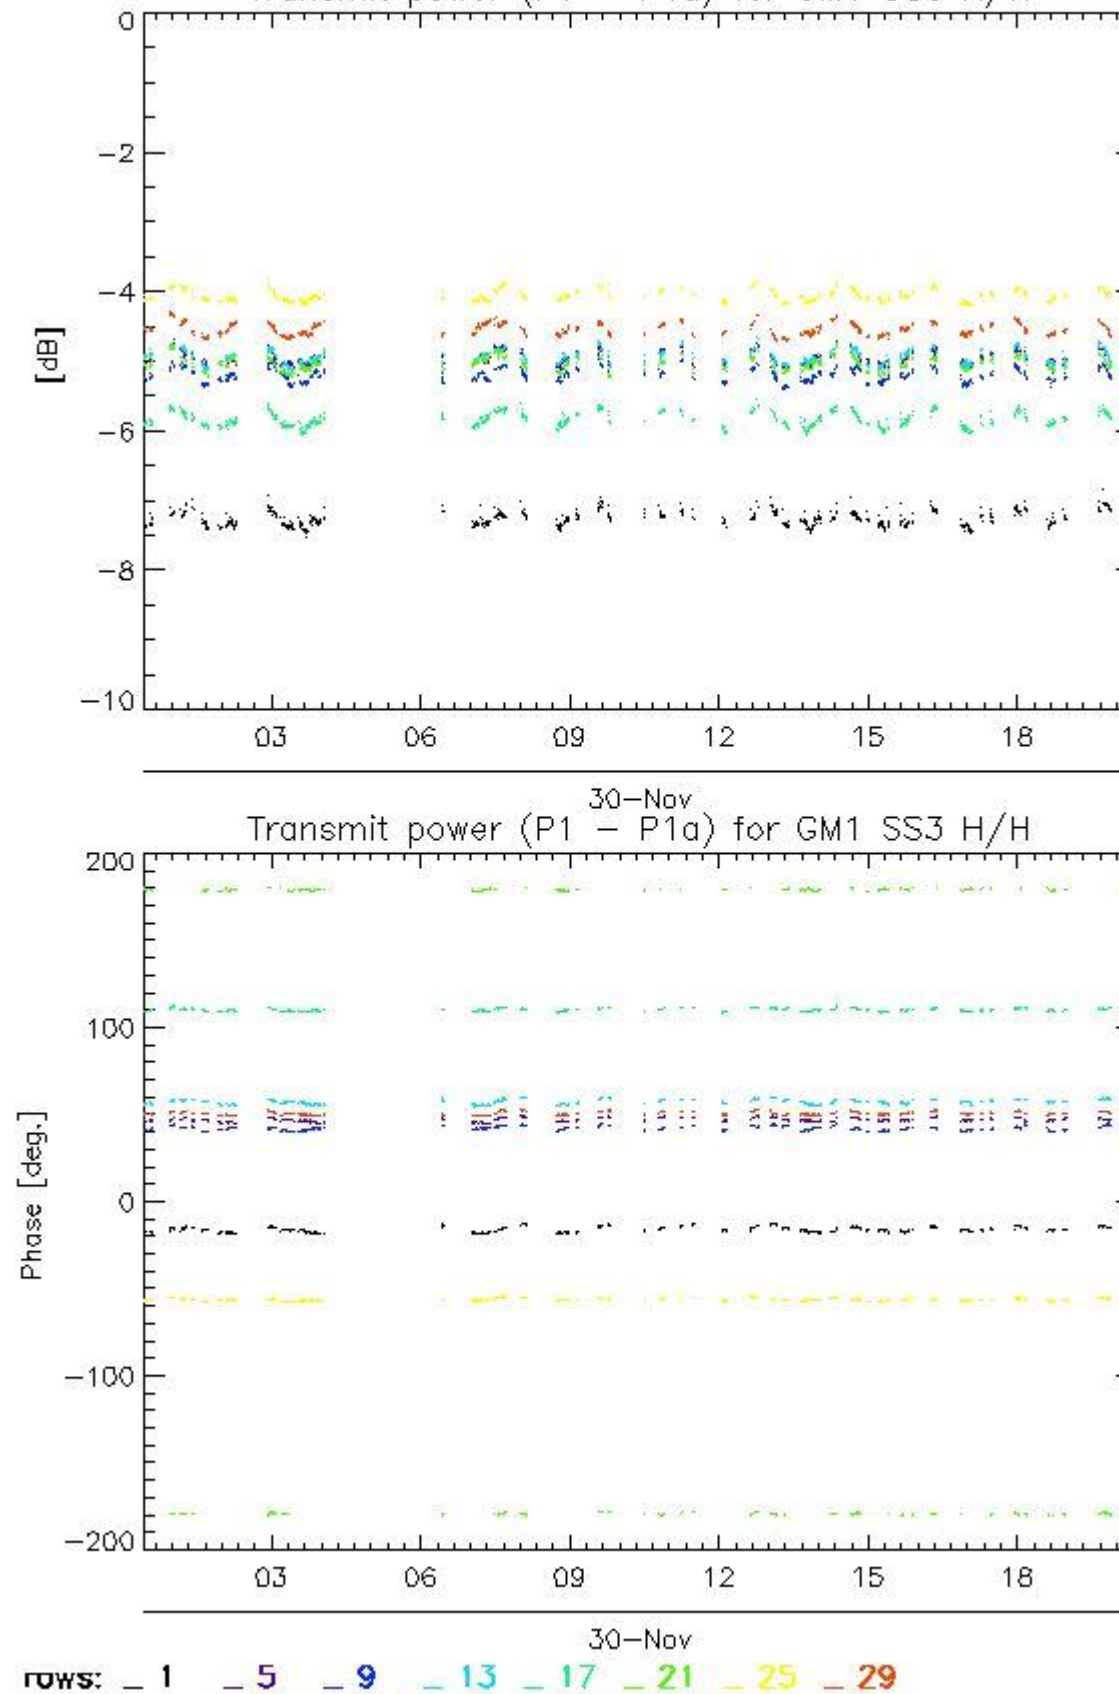 0
−2
−4
[dB]
−6
−8
−10
03 06 09 12 15 18
30−Nov
Transmit power (P1 − P1a) for GM1 SS3 H/H
200
100
Phase [deg.]
0
−100
−200
03 06 09 12 15 18
30−Nov
rows: _ 1 _ 5 _ 9 _ 13 _ 17 _ 21 _ 25 _ 29